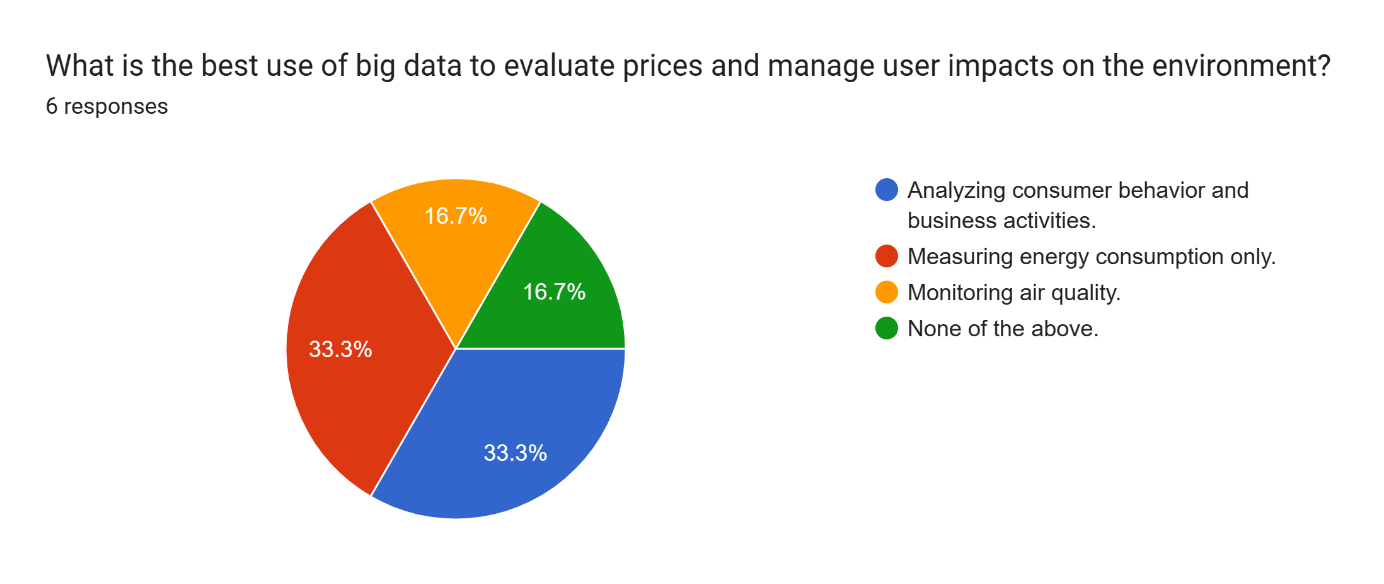 What is the best use of big data to evaluate prices and manage user impacts on the environment?
6 responses
16.7%
16.7%
33.3%
33.3%
Analyzing consumer behavior and
business activities.
Measuring energy consumption only.
Monitoring air quality.
None of the above.